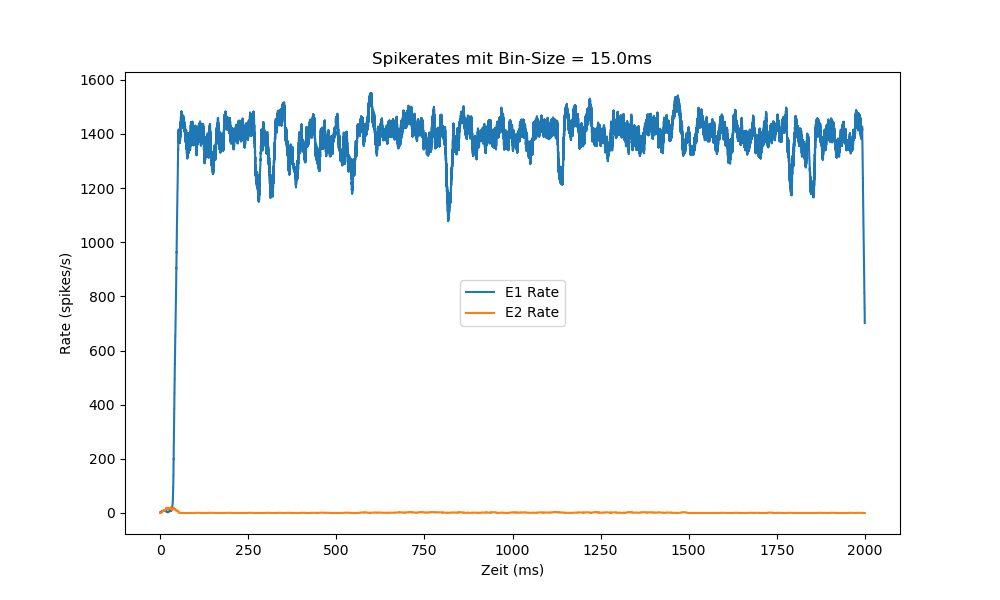 Spikerates mit Bin-Size = 15.0ms
1600
1400
1200
1000
800
600
400
200
0
Rate (spikes/s)
E1 Rate
E2 Rate
0 250 500 750 1000 1250 1500 1750 2000
Zeit (ms)